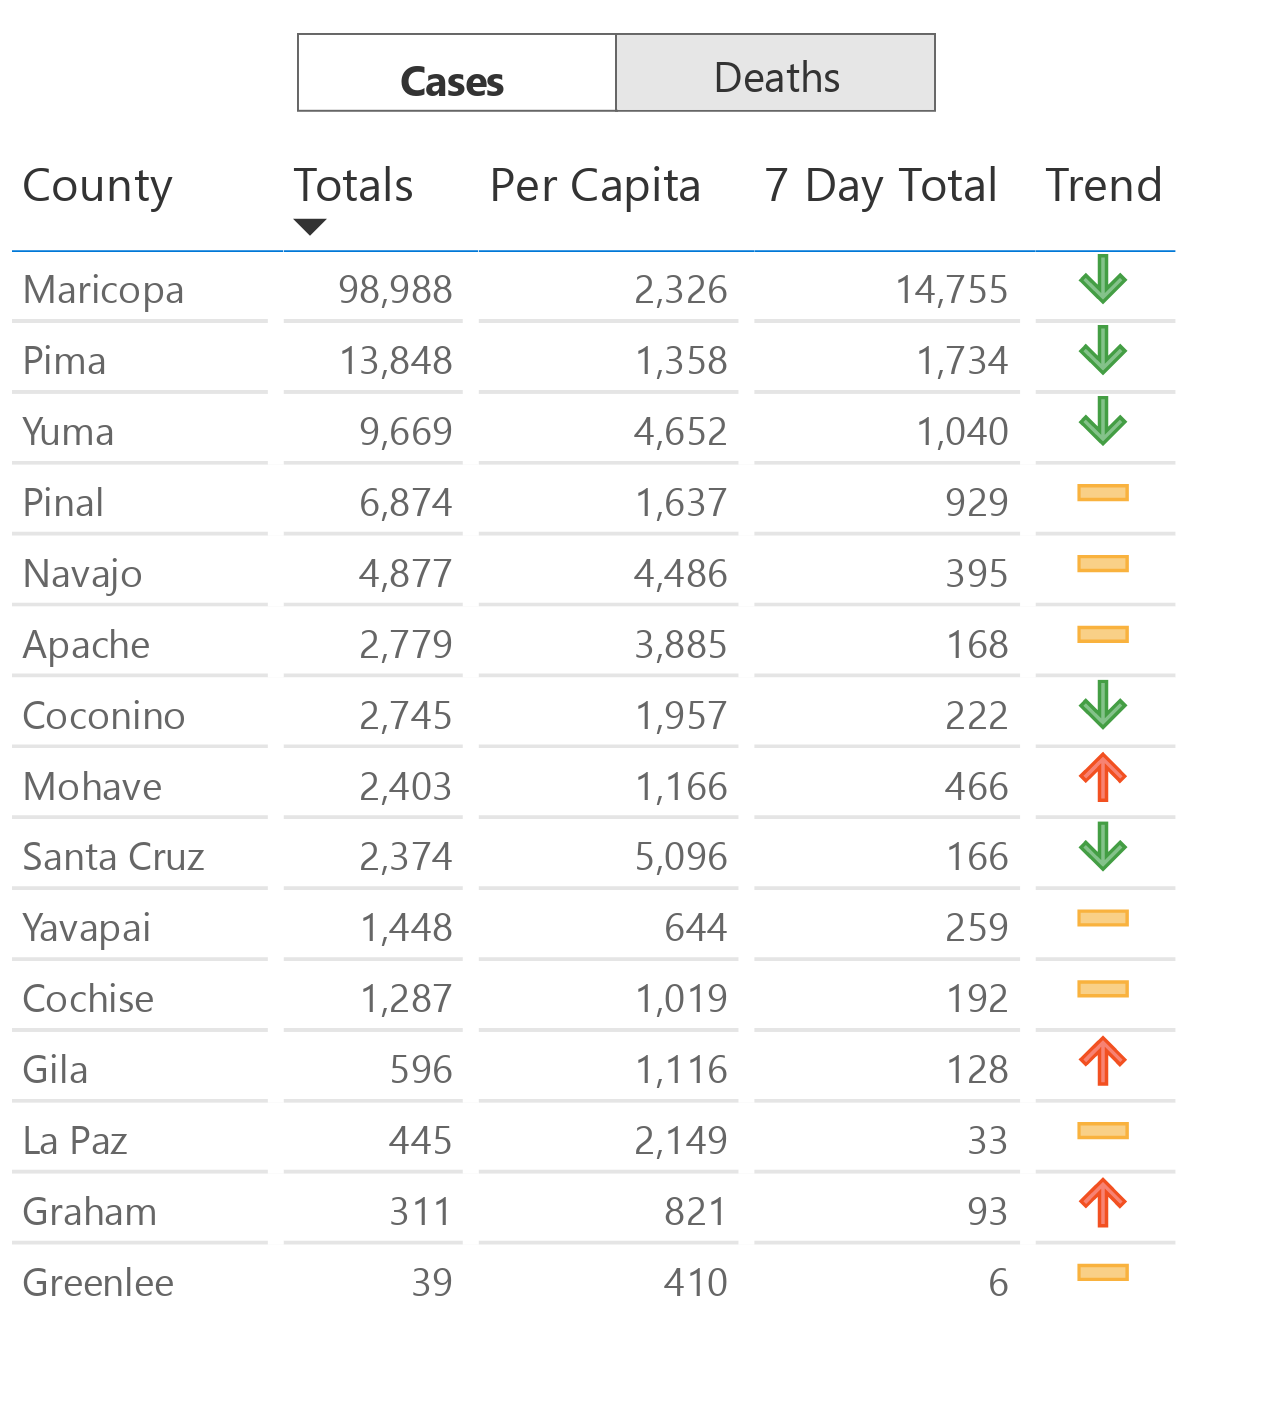 Cases Deaths
County Totals Per Capita 7 Day Total Trend
Maricopa 98,988 2,326 14,755
Pima 13,848 1,358 1,734
Yuma 9,669 4,652 1,040
Pinal 6,874 1,637 929
Navajo 4,877 4,486 395
Apache 2,779 3,885 168
Coconino 2,745 1,957 222
Mohave 2,403 1,166 466
Santa Cruz 2,374 5,096 166
Yavapai 1,448 644 259
Cochise 1,287 1,019 192
Gila 596 1,116 128
La Paz 445 2,149 33
Graham 311 821 93
Greenlee 39 410 6